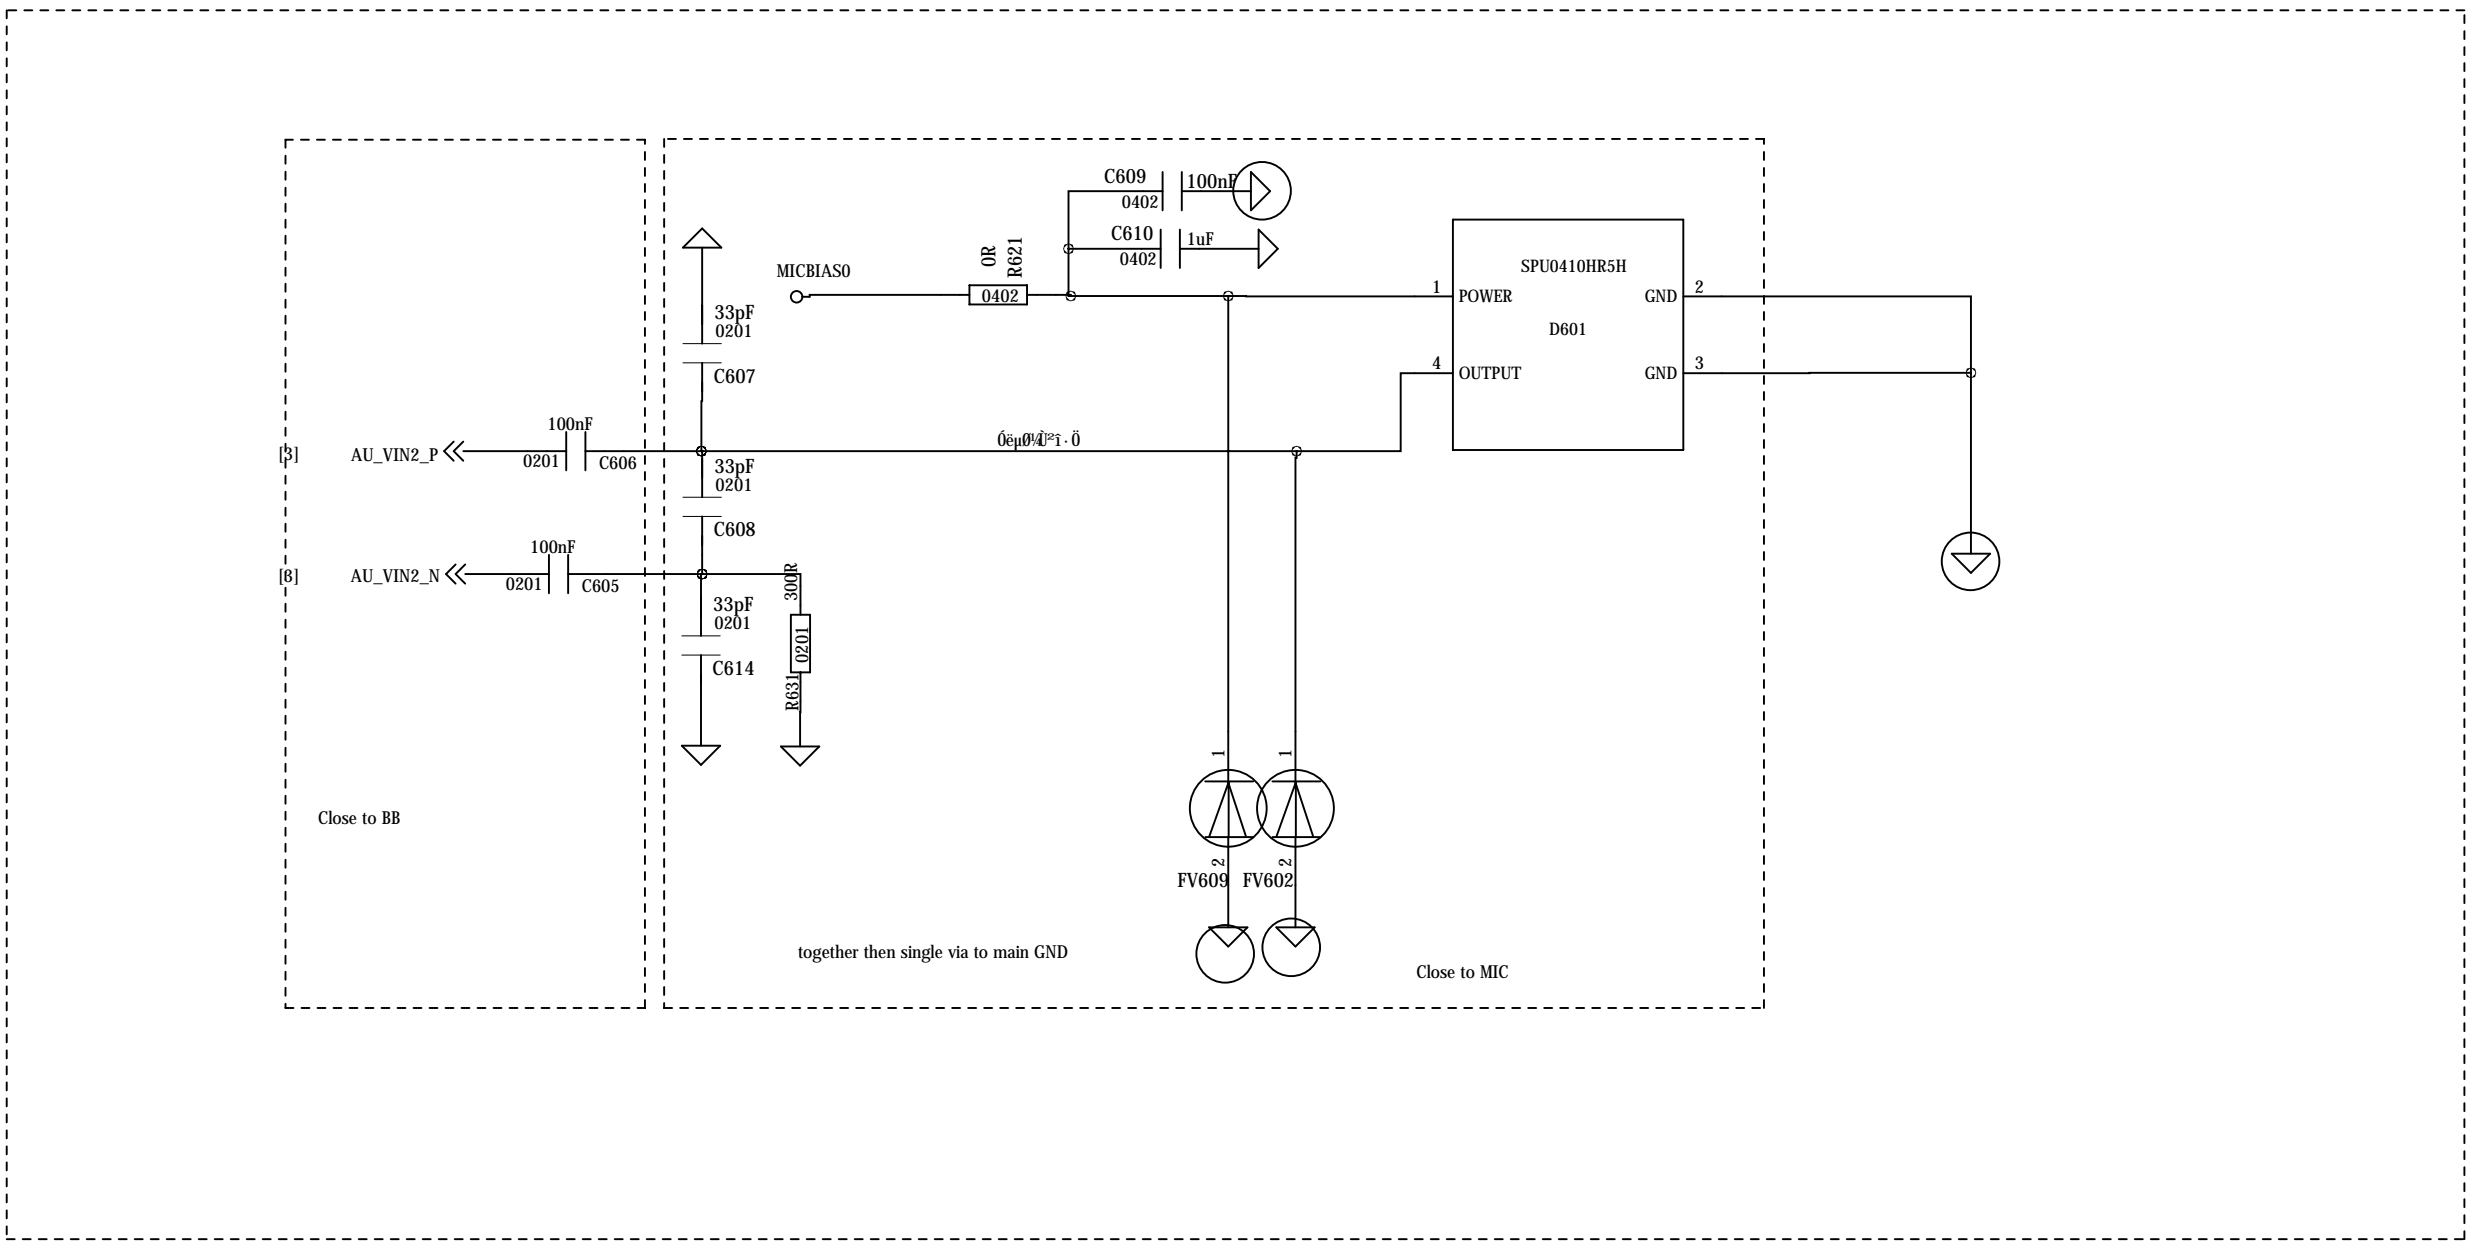 C609
100nF
0402
C610
1uF
0402
0R
R621
MICBIAS0
0402
SPU0410HR5H
1
POWER
GND
2
D601
4
OUTPUT
GND
3
33pF
0201
C607
100nF
[3]
AU_VIN2_P
0201
C606
33pF
0201
C608
100nF
[8]
AU_VIN2_N
0201
C605
300R
33pF
0201
0201
C614
R631
1
1
2
2
FV609
FV602
Close to BB
together then single via to main GND
Close to MIC